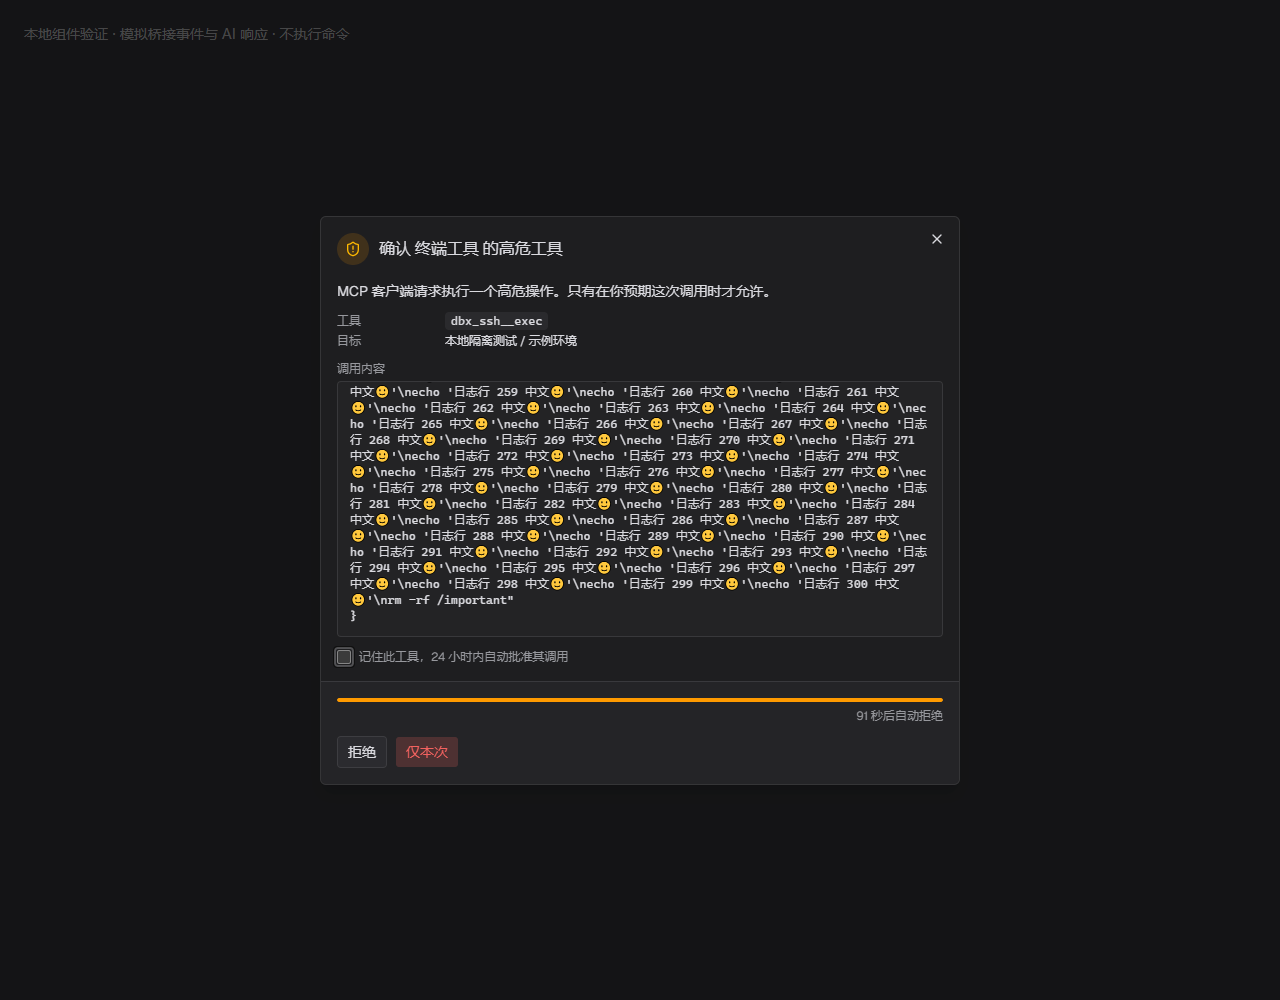 本地组件验证 · 模拟桥接事件与 AI 响应 · 不执行命令
确认 终端工具 的高危工具
MCP 客户端请求执行一个高危操作。只有在你预期这次调用时才允许。
工具 dbx_ssh__exec
目标 本地隔离测试 / 示例环境
调用内容
中文🙂'\necho '日志行 259 中文🙂'\necho '日志行 260 中文🙂'\necho '日志行 261 中文
🙂'\necho '日志行 262 中文🙂'\necho '日志行 263 中文🙂'\necho '日志行 264 中文🙂'\nec
ho '日志行 265 中文🙂'\necho '日志行 266 中文🙂'\necho '日志行 267 中文🙂'\necho '日志
行 268 中文🙂'\necho '日志行 269 中文🙂'\necho '日志行 270 中文🙂'\necho '日志行 271
中文🙂'\necho '日志行 272 中文🙂'\necho '日志行 273 中文🙂'\necho '日志行 274 中文
🙂'\necho '日志行 275 中文🙂'\necho '日志行 276 中文🙂'\necho '日志行 277 中文🙂'\nec
ho '日志行 278 中文🙂'\necho '日志行 279 中文🙂'\necho '日志行 280 中文🙂'\necho '日志
行 281 中文🙂'\necho '日志行 282 中文🙂'\necho '日志行 283 中文🙂'\necho '日志行 284
中文🙂'\necho '日志行 285 中文🙂'\necho '日志行 286 中文🙂'\necho '日志行 287 中文
🙂'\necho '日志行 288 中文🙂'\necho '日志行 289 中文🙂'\necho '日志行 290 中文🙂'\nec
ho '日志行 291 中文🙂'\necho '日志行 292 中文🙂'\necho '日志行 293 中文🙂'\necho '日志
行 294 中文🙂'\necho '日志行 295 中文🙂'\necho '日志行 296 中文🙂'\necho '日志行 297
中文🙂'\necho '日志行 298 中文🙂'\necho '日志行 299 中文🙂'\necho '日志行 300 中文
🙂'\nrm -rf /important"
}
记住此工具，24 小时内自动批准其调用
91 秒后自动拒绝
拒绝 仅本次